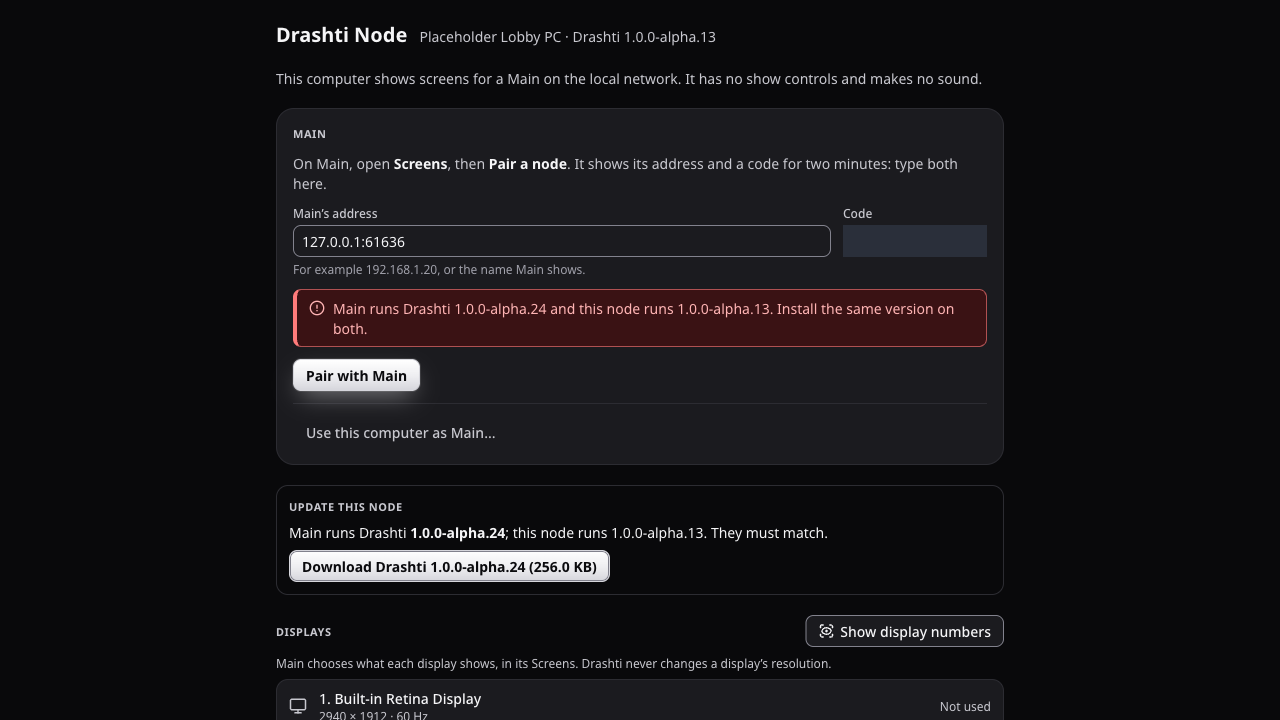 Drashti Node Placeholder Lobby PC · Drashti 1.0.0-alpha.13
This computer shows screens for a Main on the local network. It has no show controls and makes no sound.
MAIN
On Main, open Screens, then Pair a node. It shows its address and a code for two minutes: type both
here.
Main's address
Code
127.0.0.1:61636
For example 192.168.1.20, or the name Main shows.
Main runs Drashti 1.0.0-alpha.24 and this node runs 1.0.0-alpha.13. Install the same version on
both.
Pair with Main
Use this computer as Main...
UPDATE THIS NODE
Main runs Drashti 1.0.0-alpha.24; this node runs 1.0.0-alpha.13. They must match.
Download Drashti 1.0.0-alpha.24 (256.0 KB)
DISPLAYS
Show display numbers
Main chooses what each display shows, in its Screens. Drashti never changes a display's resolution.
1. Built-in Retina Display
Not used
2940 × 1912 · 60 Hz